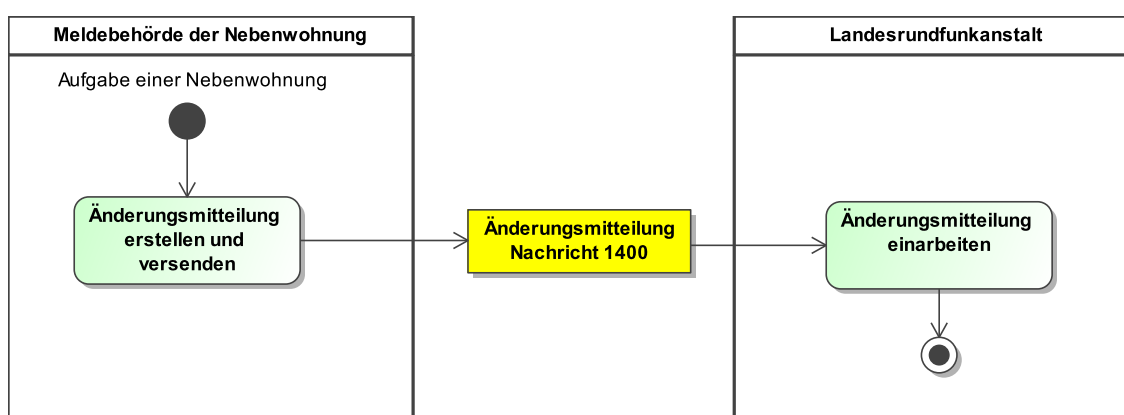 Meldebehörde der Nebenwohnung
Landesrundfunkanstalt
Aufgabe einer Nebenwohnung
Änderungsmitteilung
erstellen und
versenden
Änderungsmitteilung
Nachricht 1400
Änderungsmitteilung
einarbeiten